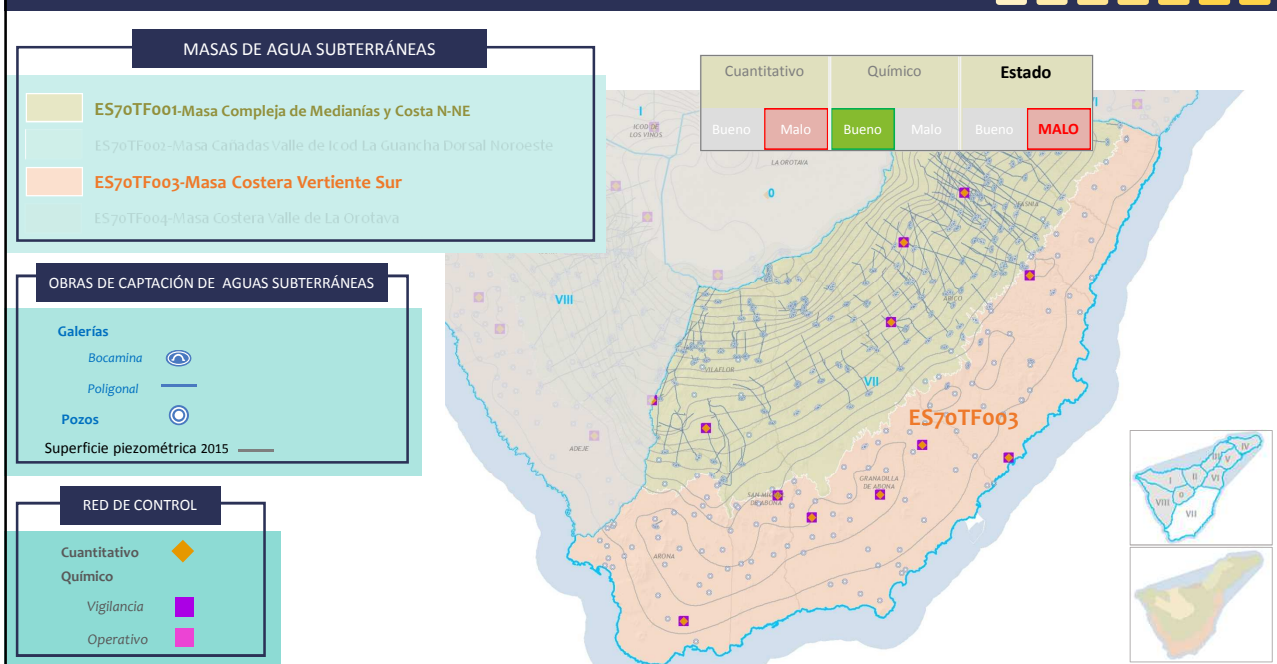 MASAS DE AGUA SUBTERRÁNEAS
ES70TF001-Masa Compleja de Medianías y Costa N-NE
ES70TF002-Masa Cañadas Valle de Icod La Guancha Dorsal Noroeste
ES70TF003-Masa Costera Vertiente Sur
ES70TF004-Masa Costera Valle de La Orotava
OBRAS DE CAPTACIÓN DE AGUAS SUBTERRÁNEAS
Galerías
Bocamina
Poligonal
Pozos
Superficie piezométrica 2015
RED DE CONTROL
Cuantitativo
Químico
Vigilancia
Operativo
Cuantitativo Químico Estado
Bueno Malo Bueno Malo Bueno MALO
I
VI
ICOD DE
LOS VINOS
LA OROTAVA
0
FASNIA
VIII
ARICO
VILAFLOR
VII
ES70TF003
ADEJE
SAN MIGUEL
DE ABONA
GRANADILLA
DE ABONA
ARONA
I II III IV V VI
VIII 0 VII